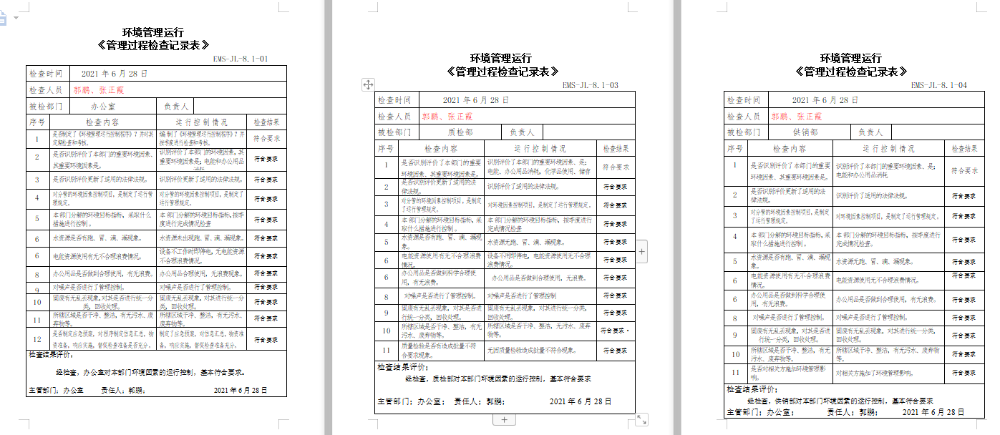 环境管理运行
《管理过程检查记录表》
EMS-JL-8.1-01
检查时间 2021 年 6 月 28 日
检查人员 郭鹏、张正霞
被检部门 办公室 负责人
序号 检查内容 运行控制情况 检查结果
1 是否制定了《环境管理运行控制程序》？并对其定期检查和考核。 编制了《环境管理运行控制程序》？并按季度进行检查和考核。 符合要求
2 是否识别评价了本部门的重要环境因素、其重要环境因素是。 识别评价了本部门的环境因素，其重要环境因素是；电能和办公用品消耗 符合要求
3 是否识别评价更新了适用的法律法规。 识别评价更新了适用的法律法规。 符合要求
4 对分管的环境因素控制项目，是制定了运行管理规定。 对分管的环境因素控制项目，是制定了运行管理规定。 符合要求
5 本部门分解的环境目标指标，采取什么措施进行控制。 本部门分解的环境目标指标,按季度进行完成情况检查 符合要求
6 水资源是否有跑、冒、滴、漏现象。 水资源未出现跑、冒、滴、漏现象。 符合要求
6 电能资源使用有无不合理浪费情况。 设备不工作时即停电，无电能资源不合理浪费情况。 符合要求
8 办公用品是否做到合理使用，有无浪费。 办公用品合理使用，无浪费现象。 符合要求
9 对噪声是否进行了管理控制。 对噪声是否进行了管理控制。 符合要求
10 固废有无乱丢现象，对其是否进行统一分类，回收处理。 固废无乱丢现象，对其进行统一分类，回收处理。 符合要求
11 所辖区域是否干净、整洁，有无污水、废弃物等。 所辖区域干净、整洁，有无污水、废弃物等。 符合要求
12 是否制定应急预案，对程序制定信息汇总，物资准备，响应实施，督促检查准备是否充分。 制定了应急预案，对信息汇总，物资准备，响应实施，督促检查准备充分。 符合要求
检查结果评价；
经检查，办公室对本部门环境因素的运行控制，基本符合要求。
主管部门；办公室 责任人；郭鹏； 2021 年 6 月 28 日
环境管理运行
《管理过程检查记录表》
EMS-JL-8.1-03
检查时间 2021 年 6 月 28 日
检查人员 郭鹏、张正霞
被检部门 质检部 负责人
序号 检查内容 运行控制情况 检查结果
1 是否识别评价了本部门的重要环境因素、其重要环境因素是。 识别评价了本部门的环境因素、是；电能、办公用品消耗，化学品使用、储存 符合要求
2 是否识别评价更新了适用的法律法规。 识别评价了适用的法律法规。 符合要求
3 对分管的环境因素控制项目，是制定了运行管理规定。 对环境因素控制项目，是制定了运行管理规定。 符合要求
4 本部门分解的环境目标指标，采取什么措施进行控制。 本部门分解的环境目标指标，按季度进行完成情况检查 符合要求
5 水资源是否有跑、冒、滴、漏现象。 水资源无跑、冒、滴、漏现象。 符合要求
6 电能资源使用有无不合理浪费情况。 设备不用即停电，电能资源使用无不合理浪费情况。 符合要求
6 办公用品是否做到科学合理使用，有无浪费。 办公用品是否做到合理使用，无浪费。 符合要求
8 对噪声是否进行了管理控制。 对噪声是否进行了管理控制 符合要求
9 固废有无乱丢现象，对其是否进行统一分类，回收处理。 固废有无乱丢现象，对其进行统一分类，回收处理。 符合要求
10 所辖区域是否干净、整洁，有无污水、废弃物等。 所辖区域是否干净、整洁，无污水、废弃物等。 符合要求
11 质量检验是否有造成批量不符合要求现象。 无因质量检验造成批量不符合现象。 符合要求
检查结果评价；
经检查，质检部对本部门环境因素的运行控制，基本符合要求
主管部门；办公室； 责任人；郭鹏； 2021 年 6 月 28 日
环境管理运行
《管理过程检查记录表》
EMS-JL-8.1-04
检查时间 2021 年 6 月 28 日
检查人员 郭鹏、张正霞
被检部门 供销部 负责人
序号 检查内容 运行控制情况 检查结果
1 是否识别评价了本部门的重要环境因素、其重要环境因素是。 识别评价了本部门的环境因素、是；电能和办公用品消耗 符合要求
2 是否识别评价更新了适用的法律法规。 识别评价了适用的法律法规。 符合要求
3 对分管的环境因素控制项目，是制定了运行管理规定。 对环境因素控制项目，是制定了运行管理规定。 符合要求
4 本部门分解的环境目标指标，采取什么措施进行控制。 本部门分解的环境目标指标，按季度进行完成情况检查。 符合要求
5 水资源是否有跑、冒、滴、漏现象。 水资源无跑、冒、滴、漏现象。 符合要求
6 电能资源使用有无不合理浪费情况。 电能资源使用有无不合理浪费情况。 符合要求
6 办公用品是否做到科学合理使用，有无浪费。 办公用品是否做到合理使用，有无浪费。 符合要求
8 对噪声是否进行了管理控制。 对噪声是否进行了管理控制。 符合要求
9 固废有无乱丢现象，对其是否进行统一分类，回收处理。 固废有无乱丢现象，对其是否进行统一分类，回收处理。 符合要求
10 所辖区域是否干净、整洁，有无污水、废弃物等。 所辖区域是否干净、整洁，有无污水、废弃物等。 符合要求
11 是否对相关方施加环境管理影响。 对相关方施加了环境管理影响。 符合要求
检查结果评价；
经检查，供销部对本部门环境因素的运行控制，基本符合要求
主管部门；办公室； 责任人；郭鹏； 2021 年 6 月 28 日